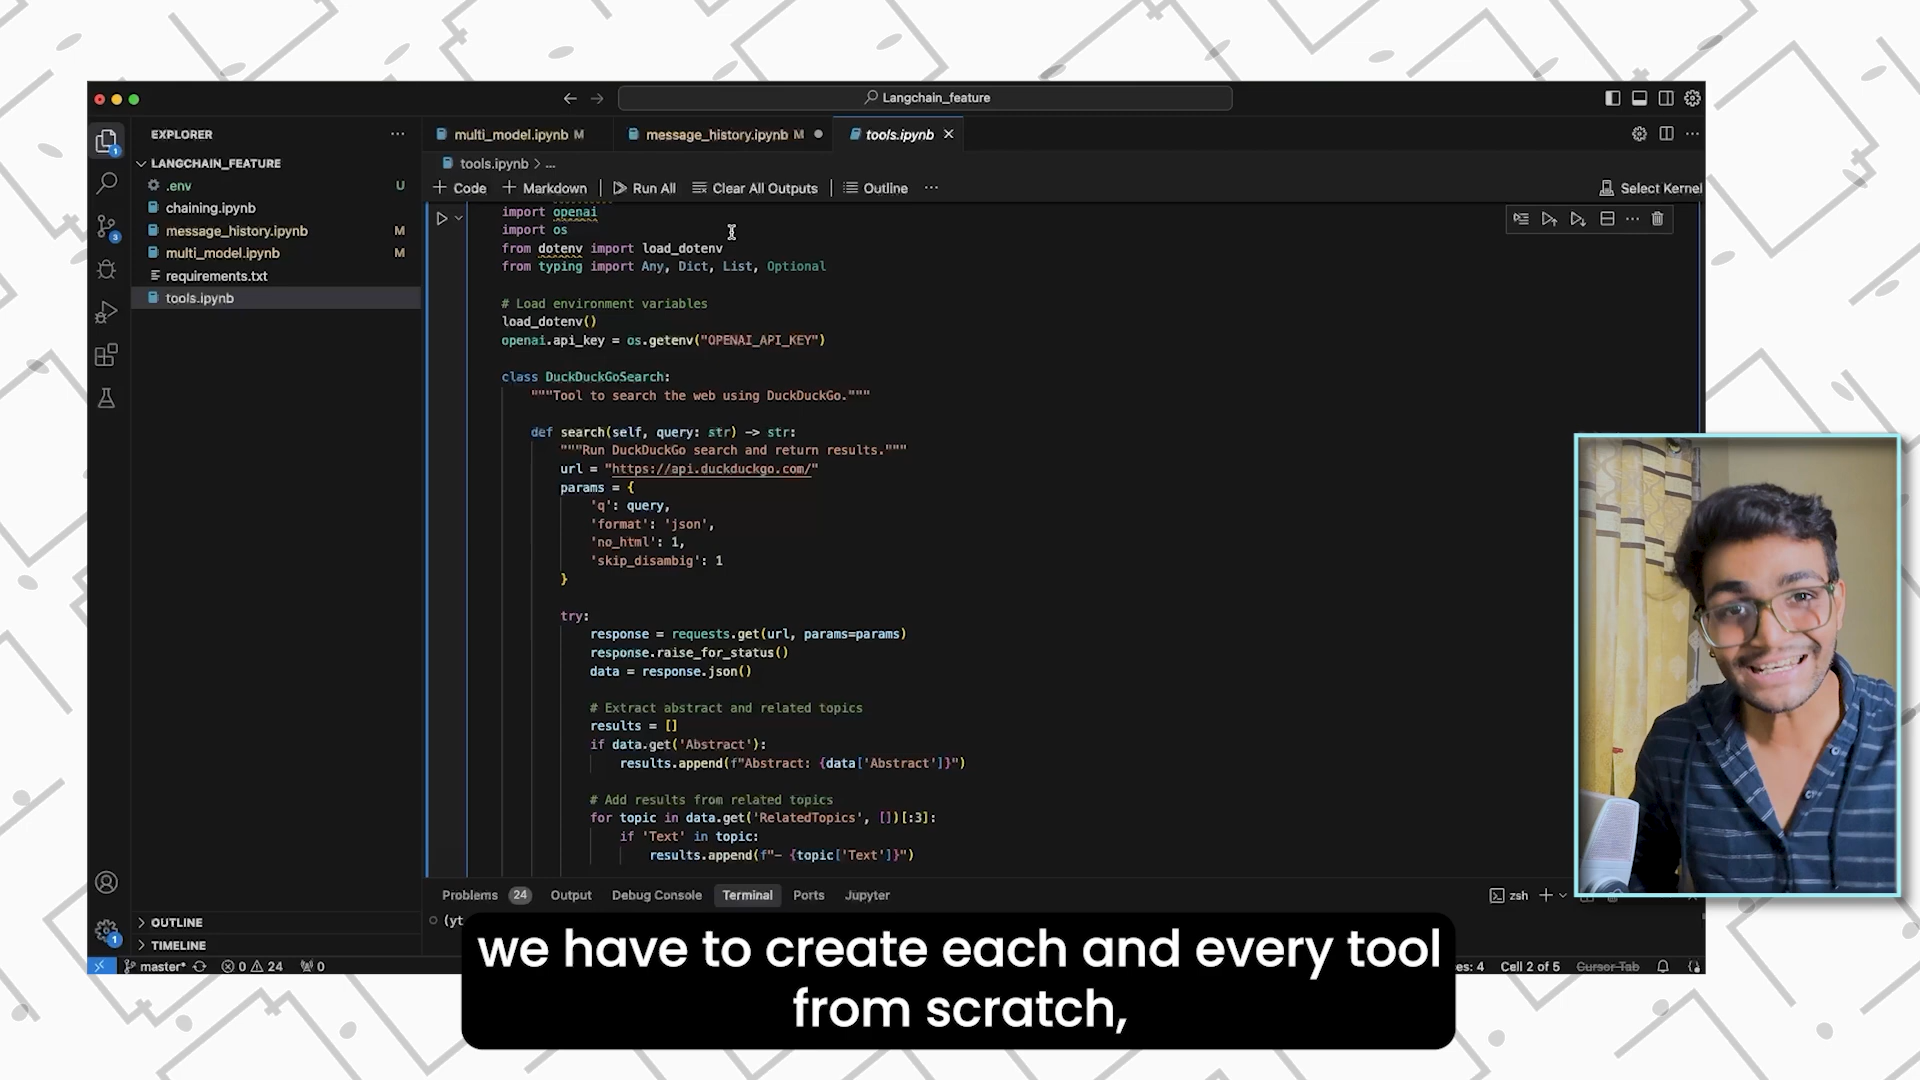 Langchain_feature
EXPLORER
LANGCHAIN_FEATURE
.env U
chaining.ipynb
message_history.ipynb M
multi_model.ipynb M
requirements.txt
tools.ipynb
OUTLINE
TIMELINE
multi_model.ipynb M
message_history.ipynb M
tools.ipynb
tools.ipynb > ...
Code
Markdown
Run All
Clear All Outputs
Outline
Select Kernel
import openai
import os
from dotenv import load_dotenv
from typing import Any, Dict, List, Optional
# Load environment variables
load_dotenv()
openai.api_key = os.getenv("OPENAI_API_KEY")
class DuckDuckGoSearch:
"""Tool to search the web using DuckDuckGo."""
def search(self, query: str) -> str:
"""Run DuckDuckGo search and return results."""
url = "https://api.duckduckgo.com/"
params = {
'q': query,
'format': 'json',
'no_html': 1,
'skip_disambig': 1
}
try:
response = requests.get(url, params=params)
response.raise_for_status()
data = response.json()
# Extract abstract and related topics
results = []
if data.get('Abstract'):
results.append(f"Abstract: {data['Abstract']}")
# Add results from related topics
for topic in data.get('RelatedTopics', [])[:3]:
if 'Text' in topic:
results.append(f"- {topic['Text']}")
Problems 24 Output Debug Console Terminal Ports Jupyter
zsh
(yt
master* 0 24 0
es: 4 Cell 2 of 5 Cursor Tab
we have to create each and every tool
from scratch,